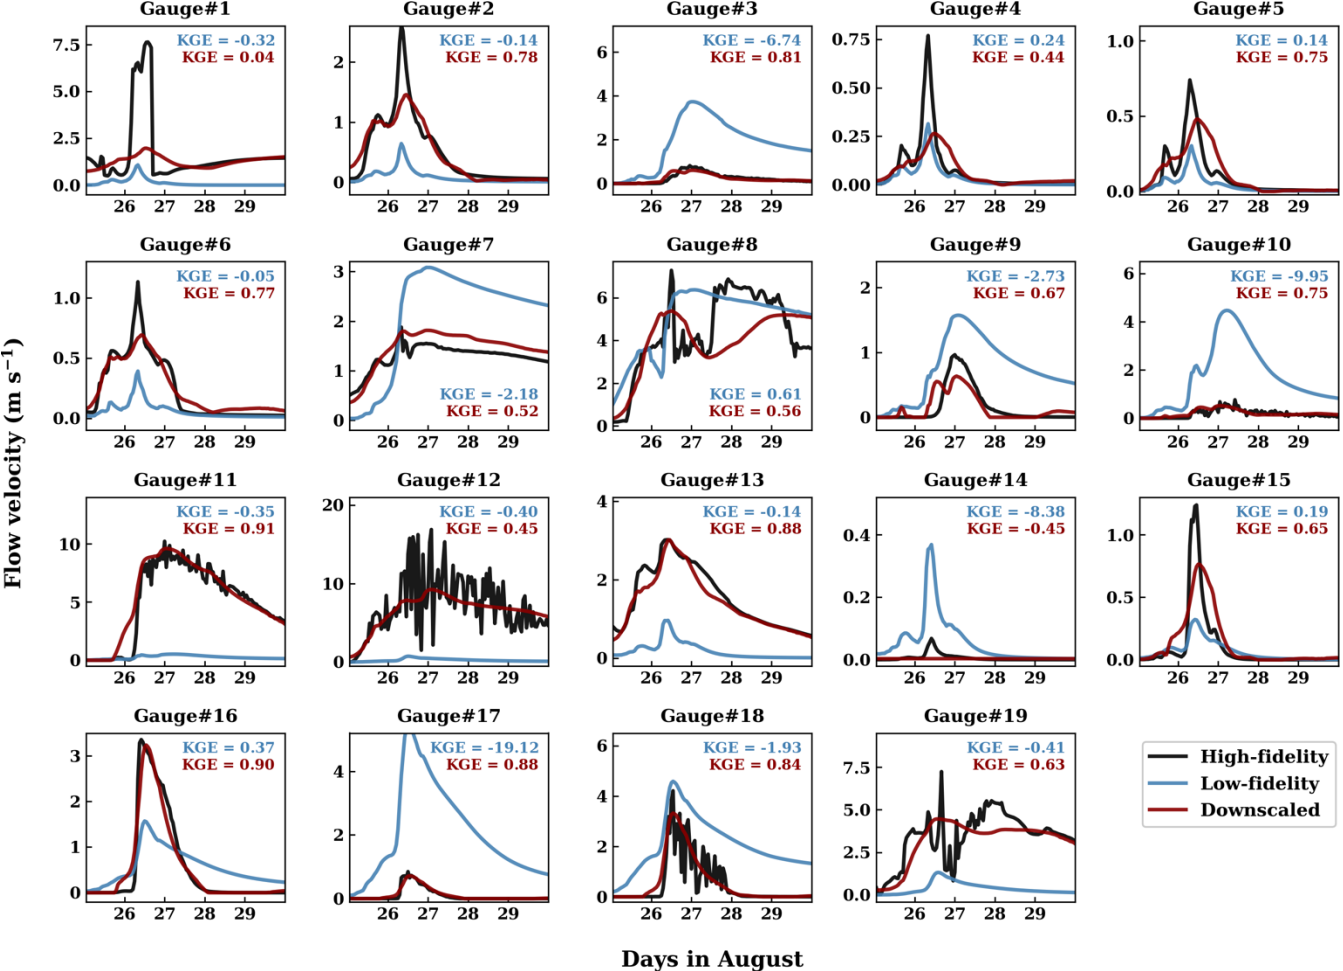 Gauge#1 Gauge#2 Gauge#3 Gauge#4 Gauge#5
KGE = -0.32 KGE = -0.14 KGE = -6.74 KGE = 0.24 KGE = 0.14
KGE = 0.04 KGE = 0.78 KGE = 0.81 KGE = 0.44 KGE = 0.75
7.5
5.0
2.5
0.0
2
1
0
6
4
2
0
0.75
0.50
0.25
0.00
1.0
0.5
0.0
26 27 28 29 26 27 28 29 26 27 28 29 26 27 28 29 26 27 28 29
Gauge#6 Gauge#7 Gauge#8 Gauge#9 Gauge#10
KGE = -0.05 KGE = -2.73 KGE = -9.95
KGE = 0.77 KGE = 0.67 KGE = 0.75
KGE = -2.18 KGE = 0.61
KGE = 0.52 KGE = 0.56
1.0
0.5
0.0
3
2
1
0
6
4
2
0
2
1
0
6
4
2
0
26 27 28 29 26 27 28 29 26 27 28 29 26 27 28 29 26 27 28 29
Flow velocity (m s⁻¹)
Gauge#11 Gauge#12 Gauge#13 Gauge#14 Gauge#15
KGE = -0.35 KGE = -0.40 KGE = -0.14 KGE = -8.38 KGE = 0.19
KGE = 0.91 KGE = 0.45 KGE = 0.88 KGE = -0.45 KGE = 0.65
10
5
0
20
10
0
4
2
0
0.4
0.2
0.0
1.0
0.5
0.0
26 27 28 29 26 27 28 29 26 27 28 29 26 27 28 29 26 27 28 29
Gauge#16 Gauge#17 Gauge#18 Gauge#19
KGE = 0.37 KGE = -19.12 KGE = -1.93 KGE = -0.41
KGE = 0.90 KGE = 0.88 KGE = 0.84 KGE = 0.63
3
2
1
0
4
2
0
6
4
2
0
7.5
5.0
2.5
0.0
26 27 28 29 26 27 28 29 26 27 28 29 26 27 28 29
High-fidelity
Low-fidelity
Downscaled
Days in August